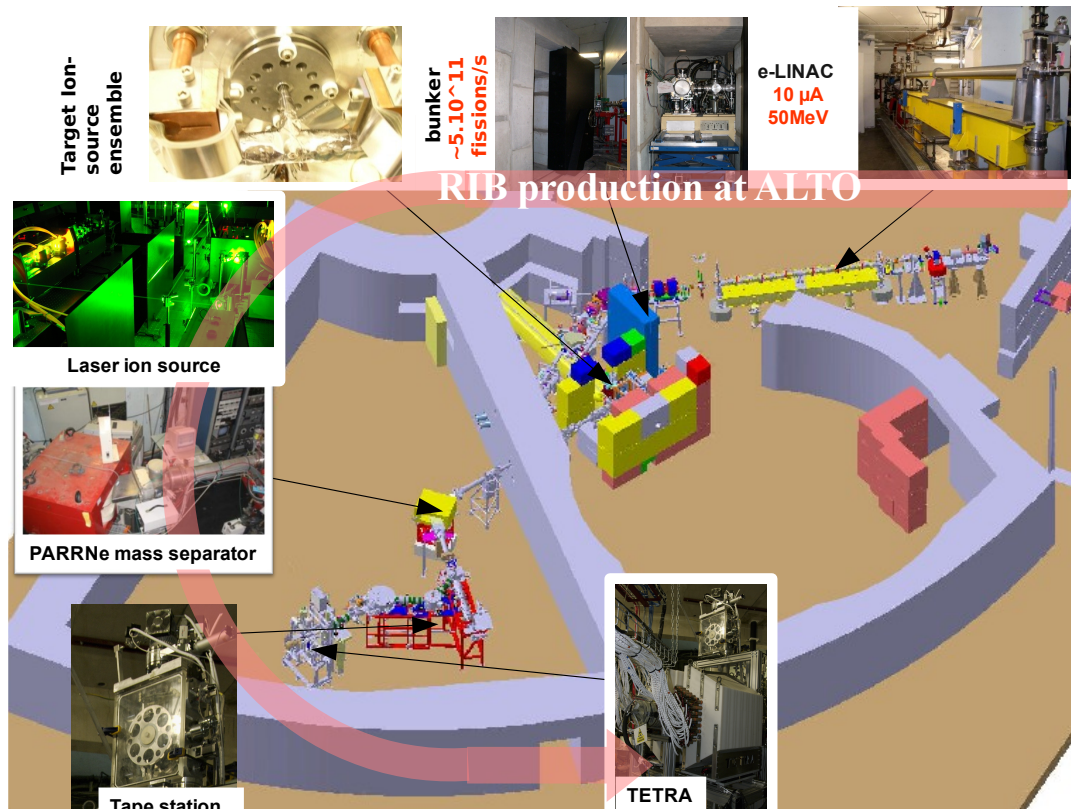 Target Ion-
source
ensemble
bunker
~5.10^11
fissions/s
e-LINAC
10 µA
50MeV
RIB production at ALTO
Laser ion source
PARRNe mass separator
Tape station
TETRA